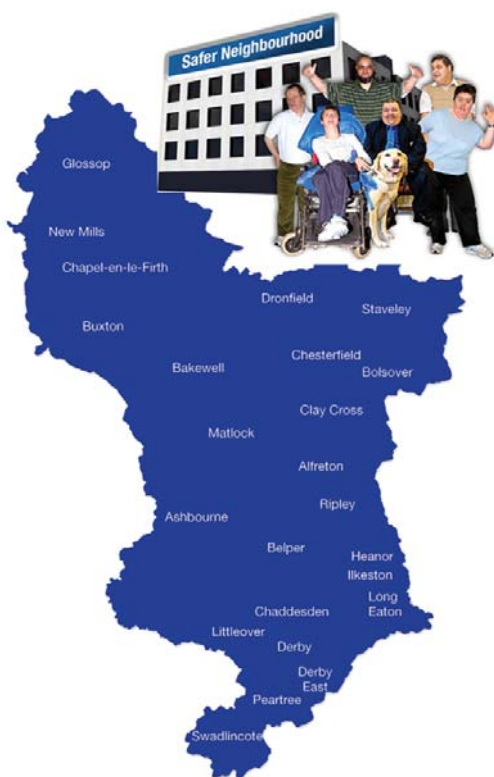 Safer Neighbourhood
Glossop
New Mills
Chapel-en-le-Firth
Dronfield
Staveley
Buxton
Chesterfield
Bakewell
Bolsover
Clay Cross
Matlock
Alfreton
Ripley
Ashbourne
Belper
Heanor
Ilkeston
Long
Eaton
Chaddesden
Littleover
Derby
Derby
East
Peartree
Swadlincote